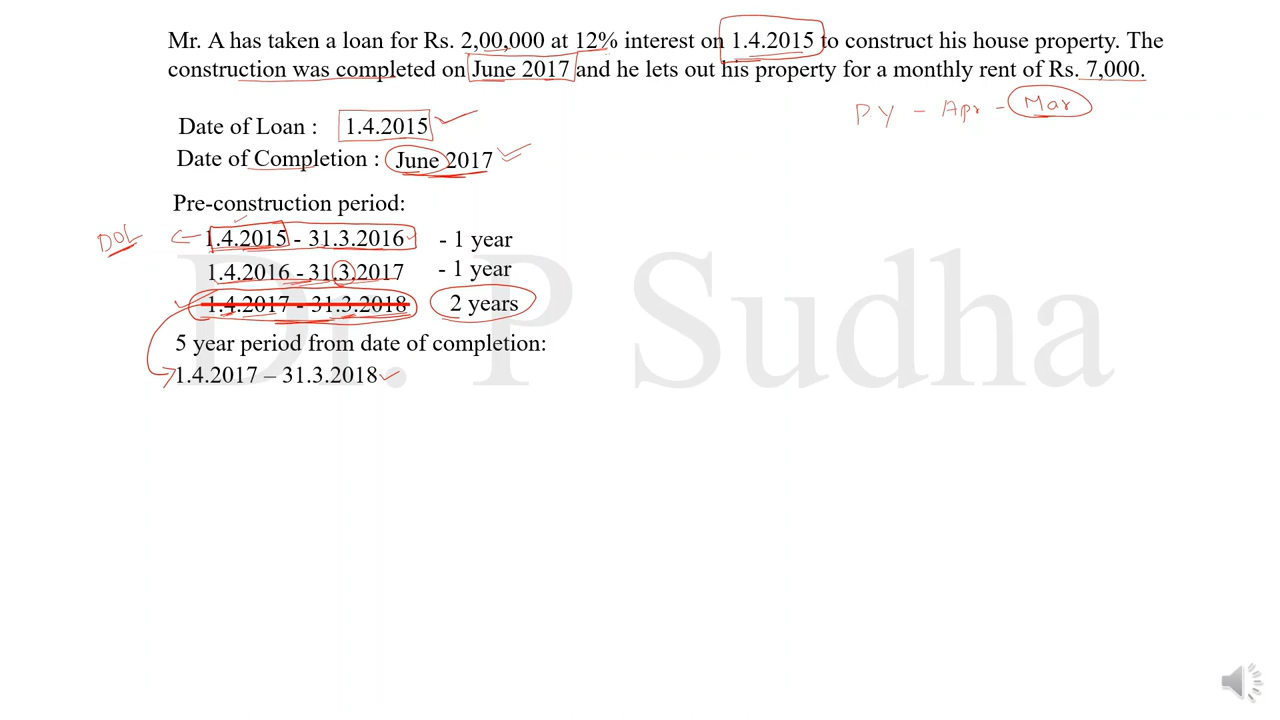 Mr. A has taken a loan for Rs. 2,00,000 at 12% interest on 1.4.2015 to construct his house property. The
construction was completed on June 2017 and he lets out his property for a monthly rent of Rs. 7,000.
PY - Apr - Mar
Date of Loan : 1.4.2015
Date of Completion : June 2017
Pre-construction period:
DOL 1.4.2015 - 31.3.2016 - 1 year
1.4.2016 - 31.3.2017 - 1 year
1.4.2017 - 31.3.2018 2 years
5 year period from date of completion:
1.4.2017 – 31.3.2018
Dr. P Sudha